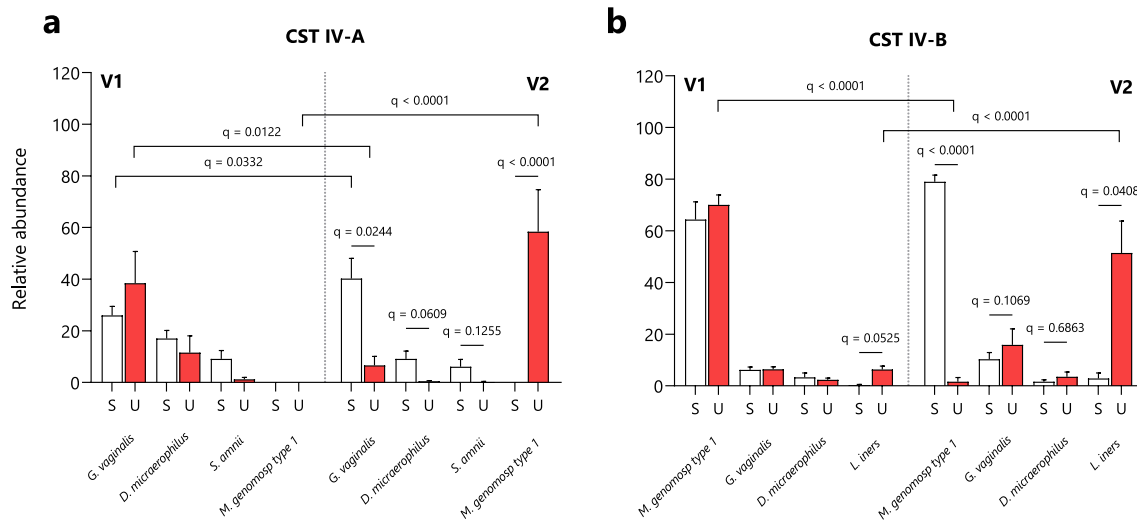 a
CST IV-A
V1
V2
Relative abundance
120
100
80
60
40
20
0
q < 0.0001
q = 0.0122
q = 0.0332
q < 0.0001
q = 0.0244
q = 0.0609
q = 0.1255
S U S U S U S U S U S U S U S U
G. vaginalis
D. micraerophilus
S. amnii
M. genomosp type 1
G. vaginalis
D. micraerophilus
S. amnii
M. genomosp type 1
b
CST IV-B
V1
V2
120
100
80
60
40
20
0
q < 0.0001
q < 0.0001
q < 0.0001
q = 0.0408
q = 0.1069
q = 0.0525
q = 0.6863
S U S U S U S U S U S U S U S U
M. genomosp type 1
G. vaginalis
D. micraerophilus
L. iners
M. genomosp type 1
G. vaginalis
D. micraerophilus
L. iners